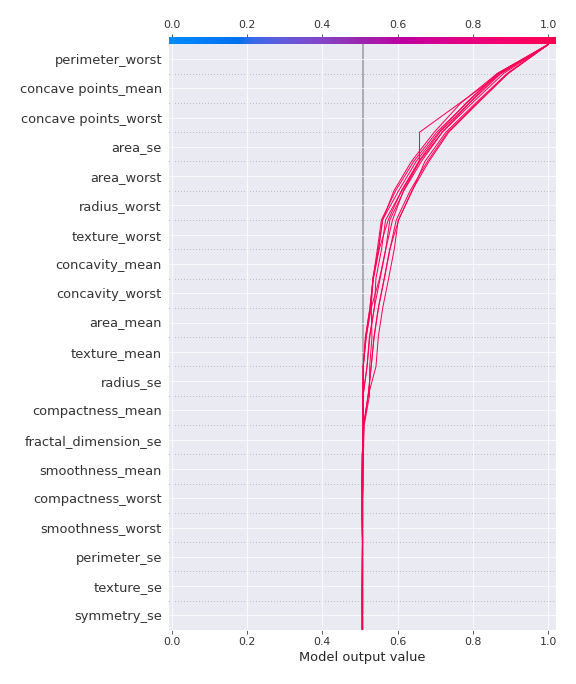 0.0 0.2 0.4 0.6 0.8 1.0
perimeter_worst
concave points_mean
concave points_worst
area_se
area_worst
radius_worst
texture_worst
concavity_mean
concavity_worst
area_mean
texture_mean
radius_se
compactness_mean
fractal_dimension_se
smoothness_mean
compactness_worst
smoothness_worst
perimeter_se
texture_se
symmetry_se
0.0 0.2 0.4 0.6 0.8 1.0
Model output value